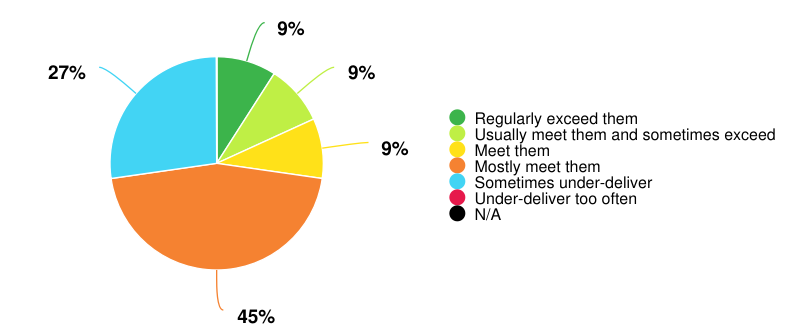 9%
27%
9%
9%
45%
Regularly exceed them
Usually meet them and sometimes exceed
Meet them
Mostly meet them
Sometimes under-deliver
Under-deliver too often
N/A